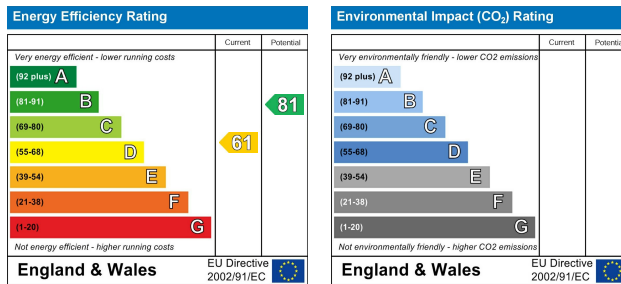 Energy Efficiency Rating
Current Potential
Very energy efficient - lower running costs
(92 plus) A
(81-91) B
81
(69-80) C
(55-68) D
61
(39-54) E
(21-38) F
(1-20) G
Not energy efficient - higher running costs
England & Wales
EU Directive
2002/91/EC
Environmental Impact (CO₂) Rating
Current Potential
Very environmentally friendly - lower CO2 emissions
(92 plus) A
(81-91) B
(69-80) C
(55-68) D
(39-54) E
(21-38) F
(1-20) G
Not environmentally friendly - higher CO2 emissions
England & Wales
EU Directive
2002/91/EC